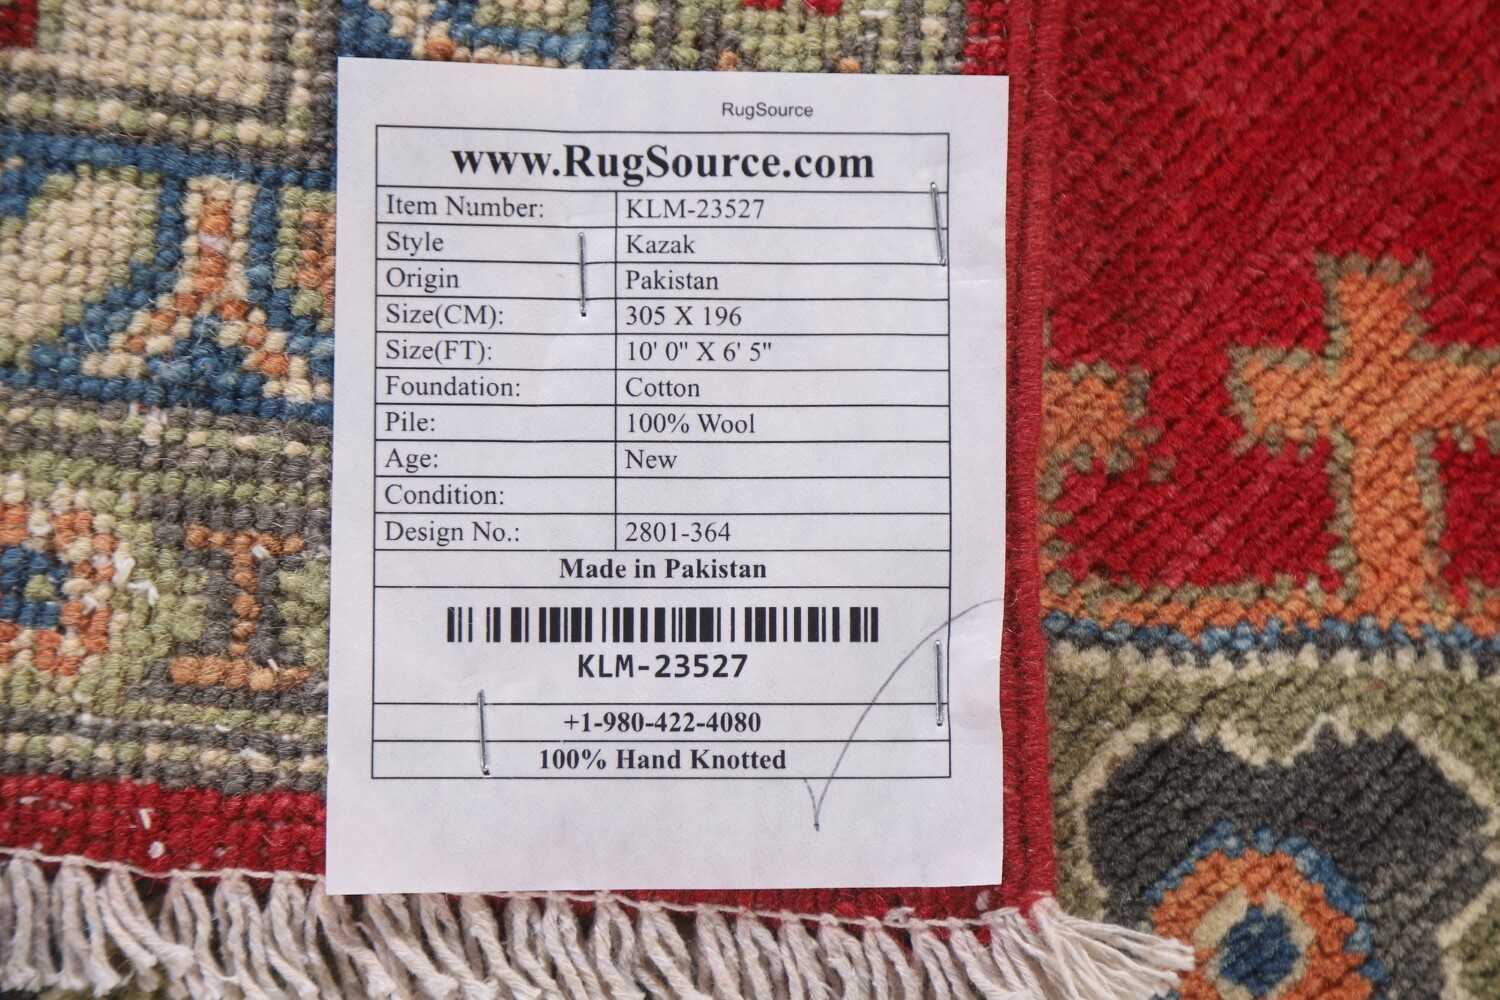 RugSource
www.RugSource.com
Item Number: KLM-23527
Style Kazak
Origin Pakistan
Size(CM): 305 X 196
Size(FT): 10' 0" X 6' 5"
Foundation: Cotton
Pile: 100% Wool
Age: New
Condition:
Design No.: 2801-364
Made in Pakistan
KLM-23527
+1-980-422-4080
100% Hand Knotted